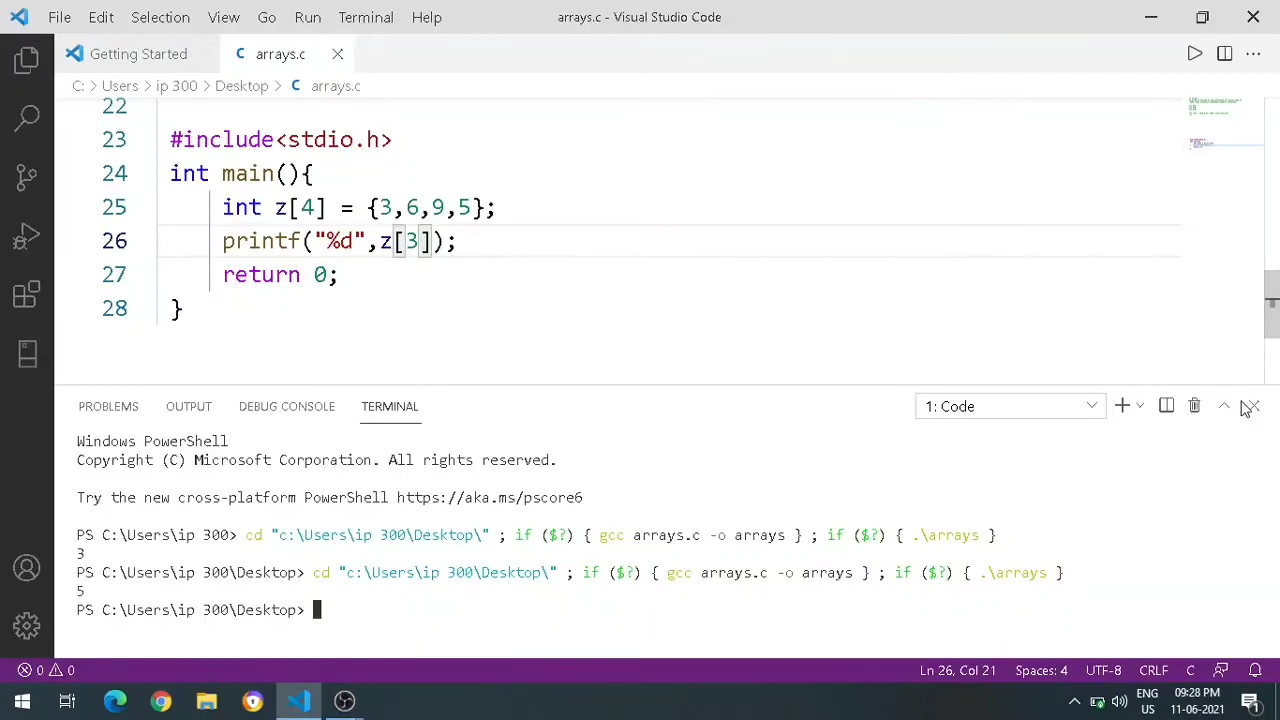 File Edit Selection View Go Run Terminal Help arrays.c - Visual Studio Code
Getting Started C arrays.c
C: > Users > ip 300 > Desktop > C arrays.c
22
23 #include<stdio.h>
24 int main(){
25 int z[4] = {3,6,9,5};
26 printf("%d",z[3]);
27 return 0;
28 }
PROBLEMS OUTPUT DEBUG CONSOLE TERMINAL 1: Code
Windows PowerShell
Copyright (C) Microsoft Corporation. All rights reserved.
Try the new cross-platform PowerShell https://aka.ms/pscore6
PS C:\Users\ip 300> cd "c:\Users\ip 300\Desktop\" ; if ($?) { gcc arrays.c -o arrays } ; if ($?) { .\arrays }
3
PS C:\Users\ip 300\Desktop> cd "c:\Users\ip 300\Desktop\" ; if ($?) { gcc arrays.c -o arrays } ; if ($?) { .\arrays }
5
PS C:\Users\ip 300\Desktop>
0 0 Ln 26, Col 21 Spaces: 4 UTF-8 CRLF C
ENG 09:28 PM
US 11-06-2021 1